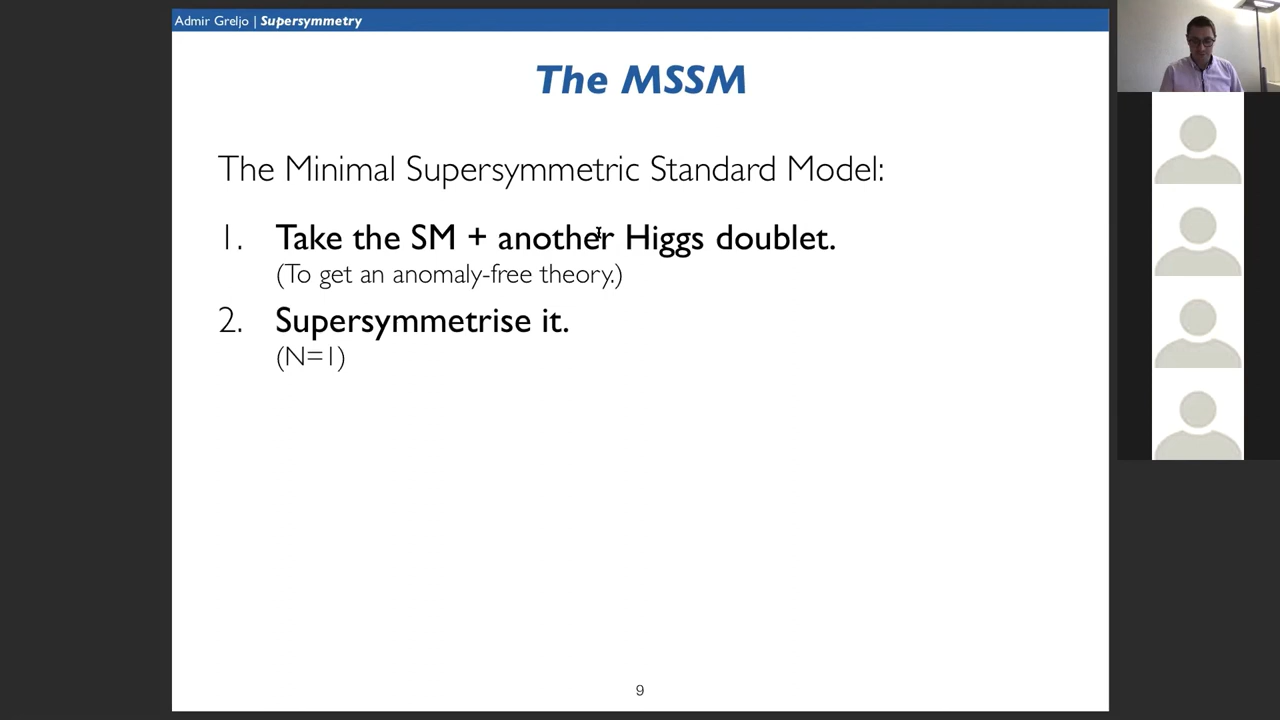 Admir Greljo | Supersymmetry
The MSSM
The Minimal Supersymmetric Standard Model:
1. Take the SM + another Higgs doublet.
(To get an anomaly-free theory.)
2. Supersymmetrise it.
(N=1)
9